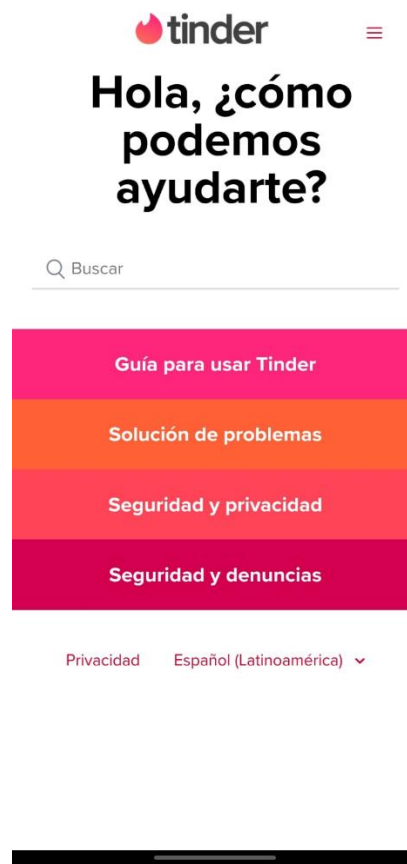 tinder
Hola, ¿cómo
podemos
ayudarte?
Buscar
Guía para usar Tinder
Solución de problemas
Seguridad y privacidad
Seguridad y denuncias
Privacidad Español (Latinoamérica)